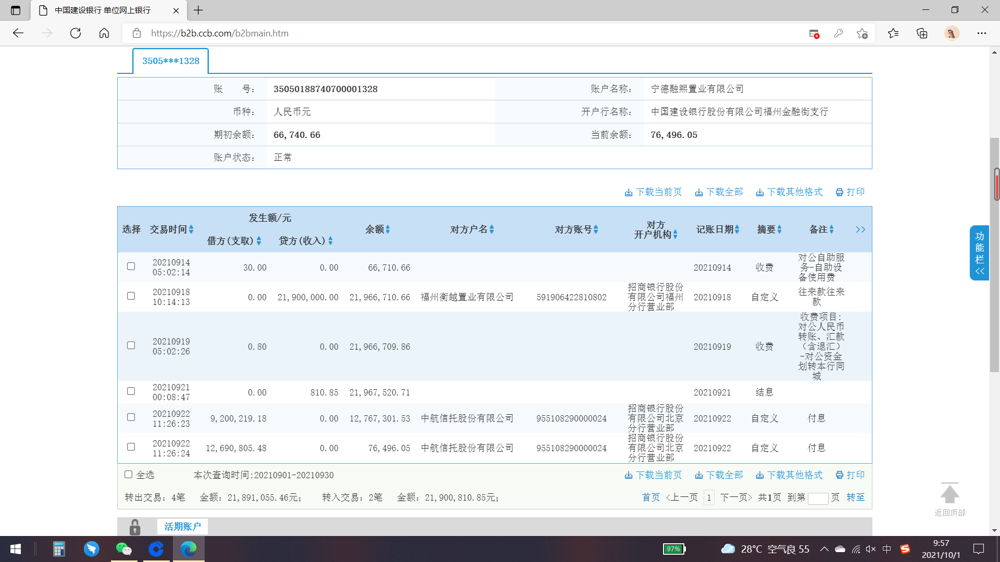 中国建设银行 单位网上银行
https://b2b.ccb.com/b2bmain.htm
3505***1328
账　　号： 35050188740700001328 账户名称： 宁德融熙置业有限公司
币种： 人民币元 开户行名称： 中国建设银行股份有限公司福州金融街支行
期初余额： 66,740.66 当前余额： 76,496.05
账户状态： 正常
下载当前页 下载全部 下载其他格式 打印
选择 交易时间 发生额/元 余额 对方户名 对方账号 对方 记账日期 摘要 备注 >>
开户机构
借方(支取) 贷方(收入)
20210914 30.00 0.00 66,710.66 20210914 收费 对公自助服
05:02:14 务-自助设
备使用费
20210918 0.00 21,900,000.00 21,966,710.66 福州衡越置业有限公司 591906422810802 招商银行股份 20210918 自定义 往来款往来
10:14:13 有限公司福州 款
分行营业部
20210919 0.80 0.00 21,966,709.86 20210919 收费 收费项目:
05:02:26 对公人民币
转账、汇款
（含退汇）
-对公资金
划转本行同
城
20210921 0.00 810.85 21,967,520.71 20210921 结息
00:08:47
20210922 9,200,219.18 0.00 12,767,301.53 中航信托股份有限公司 955108290000024 招商银行股份 20210922 自定义 付息
11:26:23 有限公司北京
分行营业部
20210922 12,690,805.48 0.00 76,496.05 中航信托股份有限公司 955108290000024 招商银行股份 20210922 自定义 付息
11:26:24 有限公司北京
分行营业部
全选 本次查询时间:20210901-20210930 下载当前页 下载全部 下载其他格式 打印
转出交易：4笔 金额：21,891,055.46元； 转入交易：2笔 金额：21,900,810.85元； 首页 <上一页 1 下一页> 共1页 到第 页 转至
功能栏 <<
返回顶部
活期账户
97% 28°C 空气良 55 中 9:57
2021/10/1